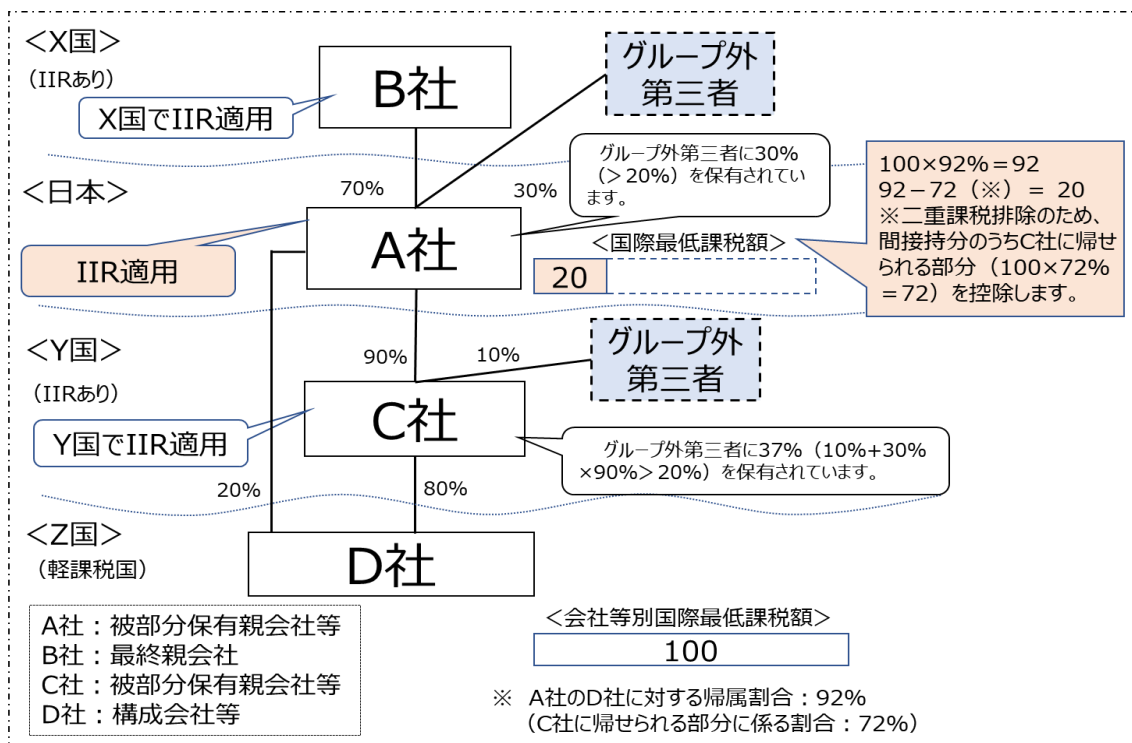 ＜X国＞
（IIRあり）
B社
グループ外
第三者
X国でIIR適用
グループ外第三者に30%
（＞20%）を保有されてい
ます。
100×92%＝92
92－72（※）＝ 20
※二重課税排除のため、
間接持分のうちC社に帰せ
られる部分（100×72%
＝72）を控除します。
＜日本＞
70%
30%
IIR適用
A社
＜国際最低課税額＞
20
＜Y国＞
（IIRあり）
90%
10%
グループ外
第三者
Y国でIIR適用
C社
グループ外第三者に37%（10%+30%
×90%＞20%）を保有されています。
20%
80%
＜Z国＞
（軽課税国）
D社
A社：被部分保有親会社等
B社：最終親会社
C社：被部分保有親会社等
D社：構成会社等
＜会社等別国際最低課税額＞
100
※ A社のD社に対する帰属割合：92%
（C社に帰せられる部分に係る割合：72%）